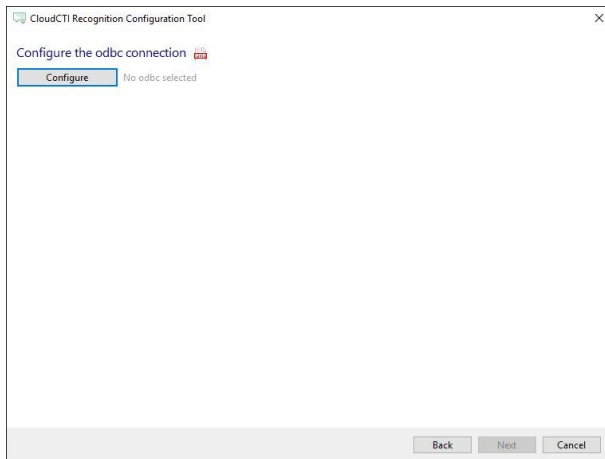 CloudCTI Recognition Configuration Tool
Configure the odbc connection
Configure No odbc selected
Back Next Cancel